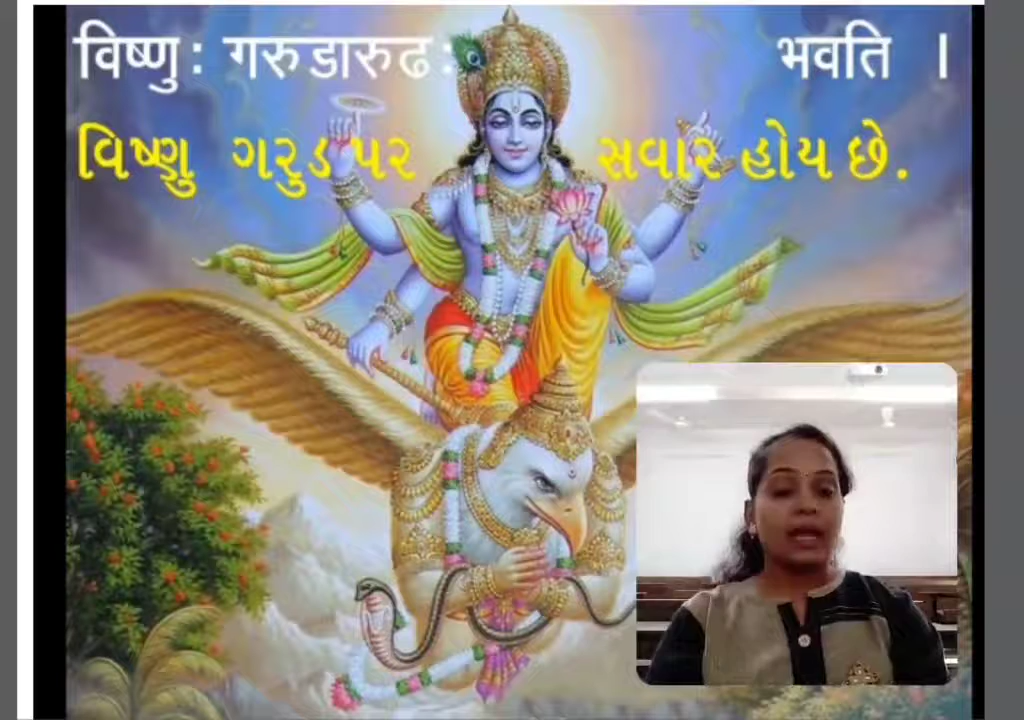 विष्णुः गरुडारुढः भवति ।
વિષ્ણુ ગરુડ પર સવાર હોય છે.